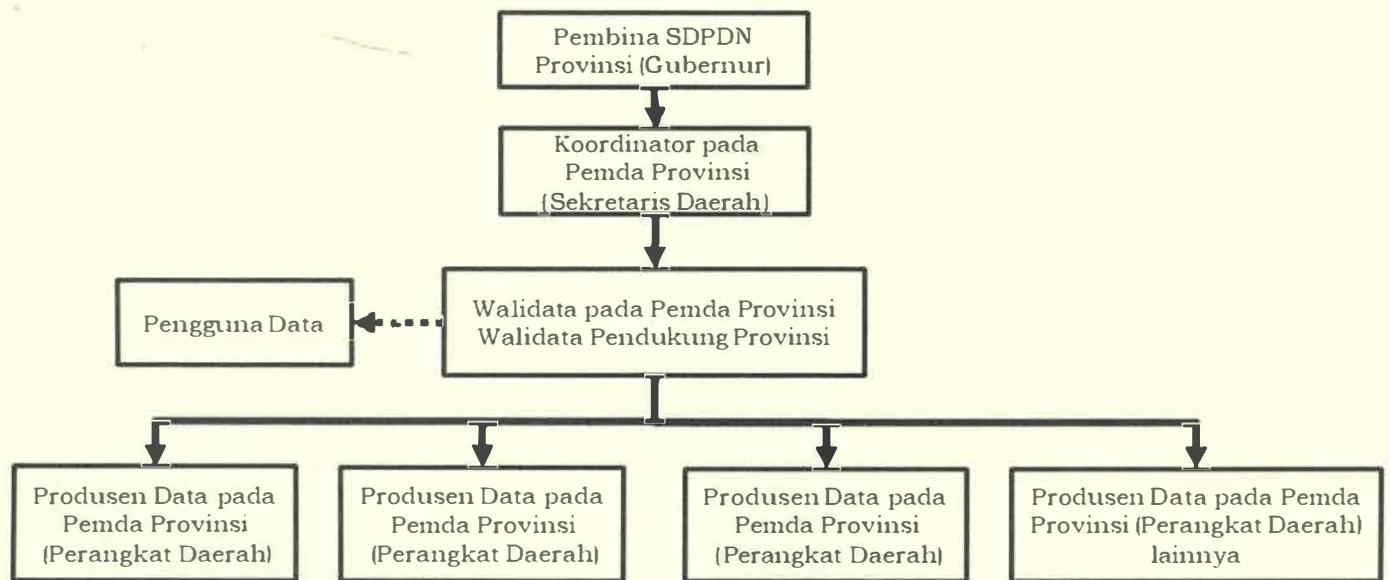 Pembina SDPDN
Provinsi (Gubernur)
Koordinator pada
Pemda Provinsi
(Sekretaris Daerah)
Pengguna Data
Walidata pada Pemda Provinsi
Walidata Pendukung Provinsi
Produsen Data pada
Pemda Provinsi
(Perangkat Daerah)
Produsen Data pada
Pemda Provinsi
(Perangkat Daerah)
Produsen Data pada
Pemda Provinsi
(Perangkat Daerah)
Produsen Data pada Pemda
Provinsi (Perangkat Daerah)
lainnya